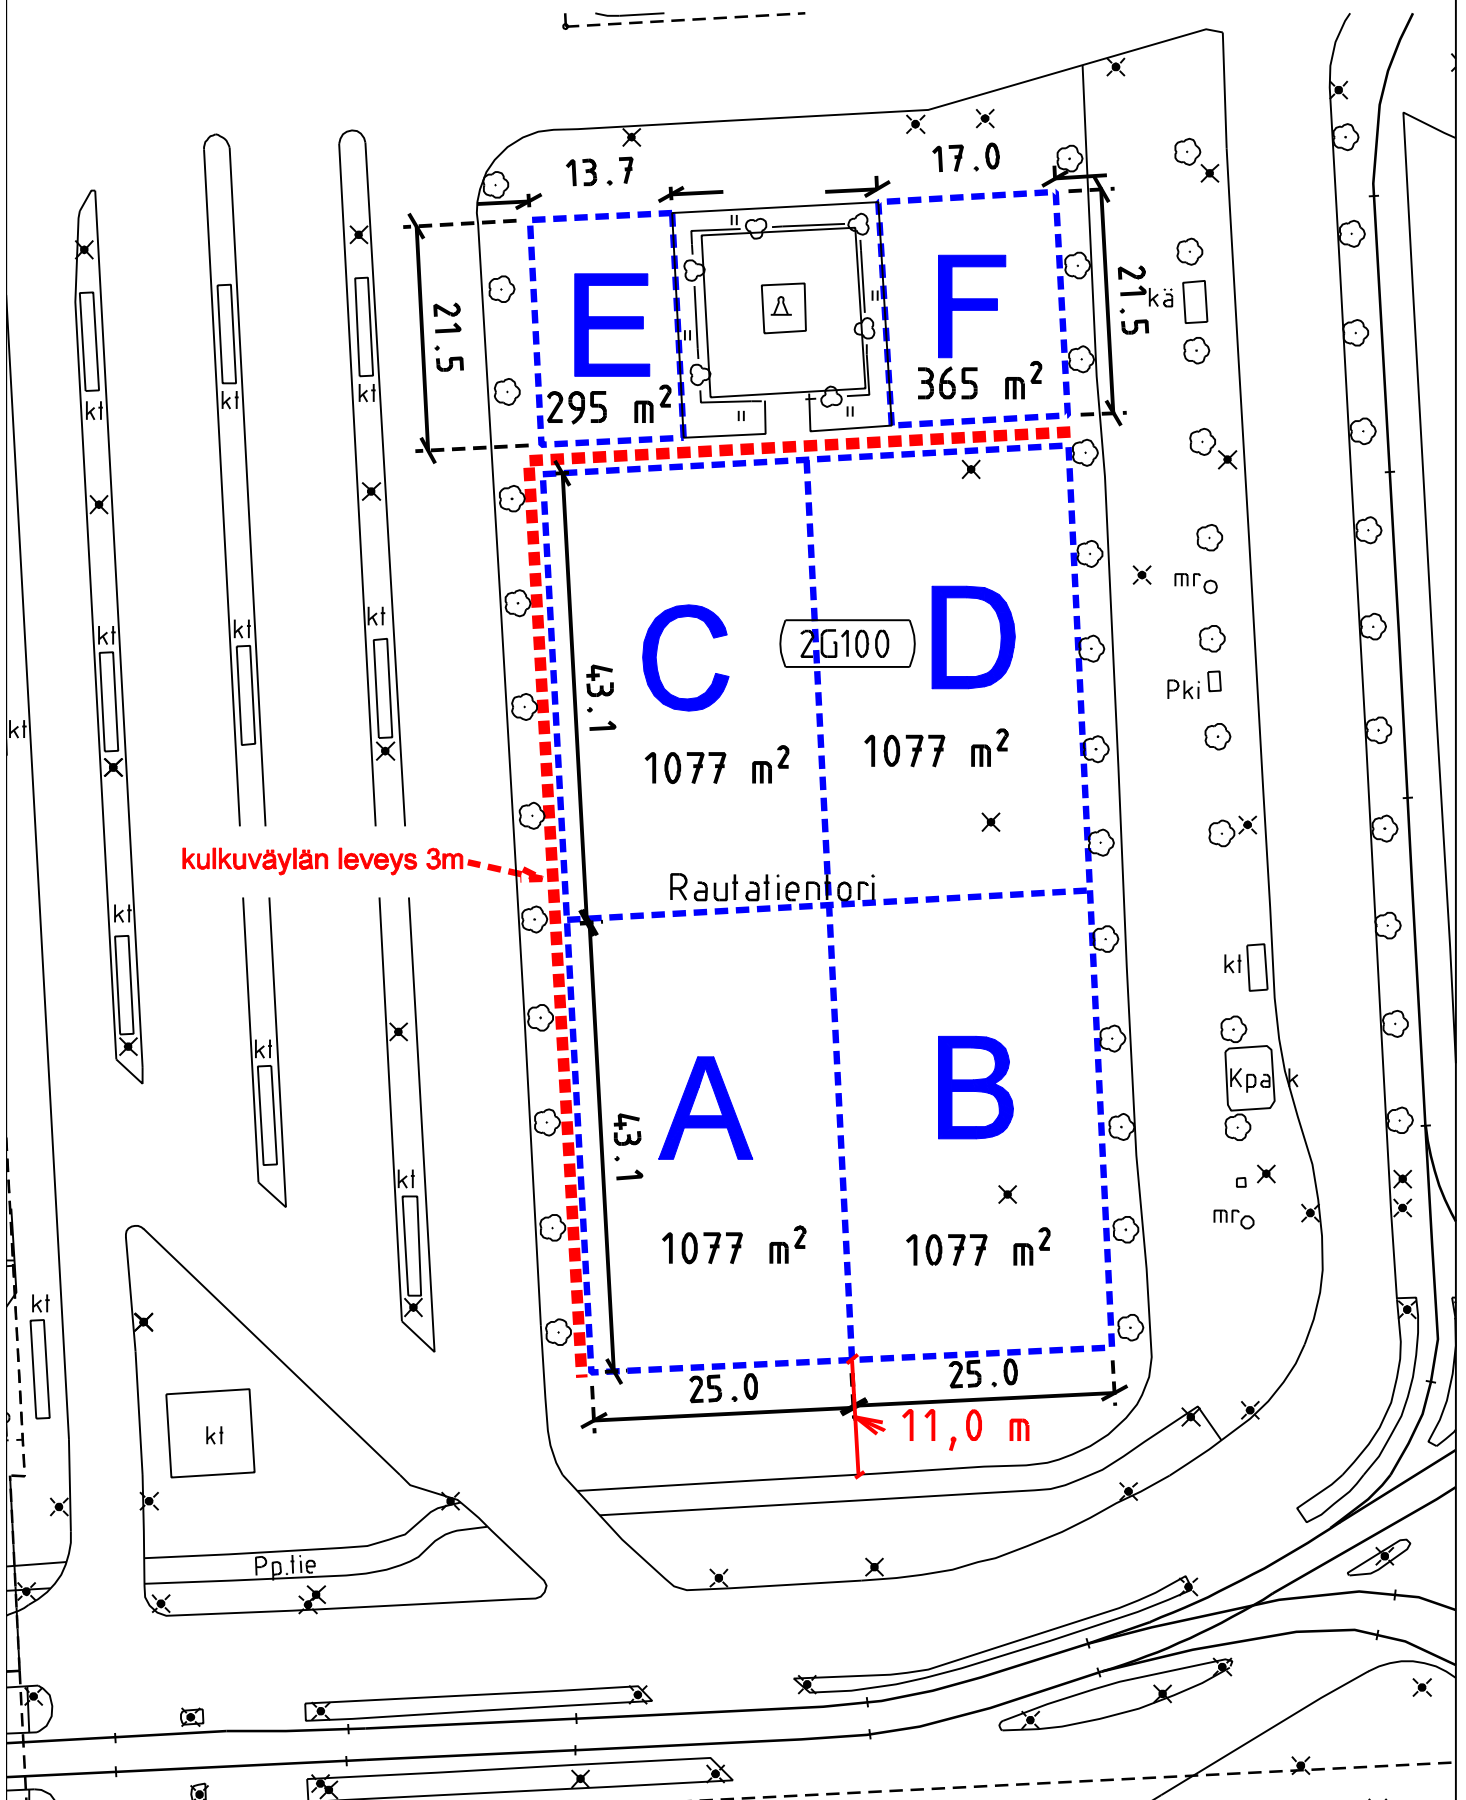 13.7
17.0
21.5
E
F
21.5
kä
295 m²
365 m²
kt
kt
kt
C
D
2G100
mr
kt
kt
kt
43.1
Pki
kt
1077 m²
1077 m²
kulkuväylän leveys 3m
Rautatientori
kt
kt
A
B
43.1
kt
Kpa k
kt
mr
1077 m²
1077 m²
kt
25.0
25.0
11,0 m
kt
Pp.tie